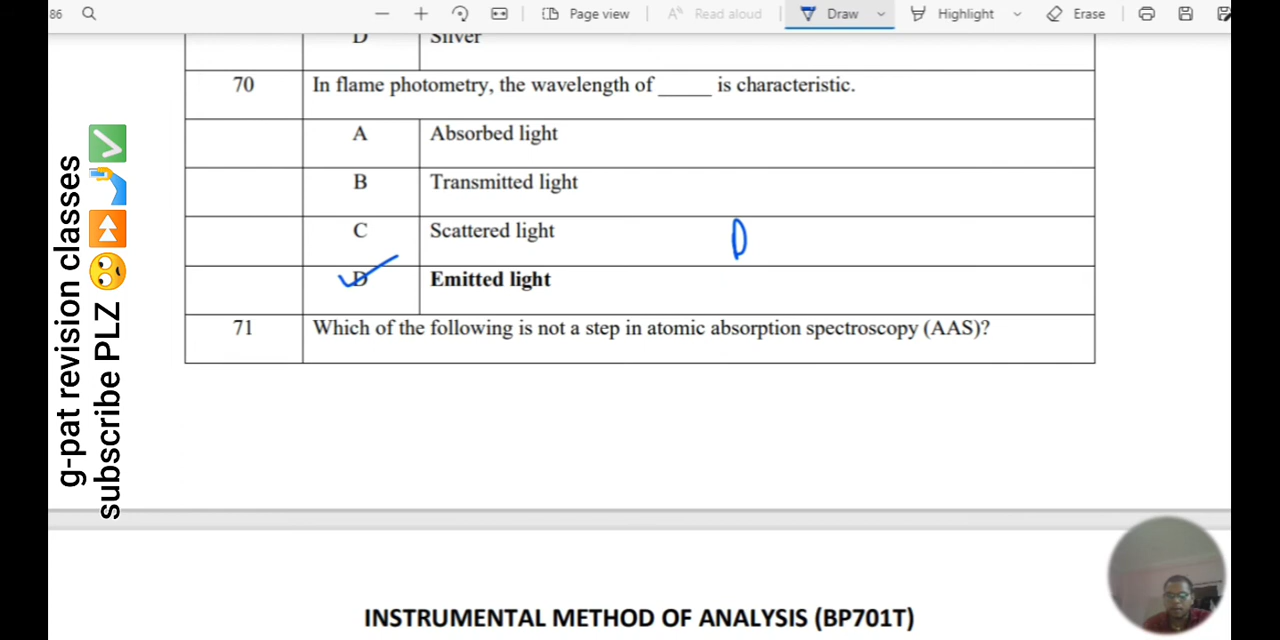 86
Page view
Read aloud
Draw
Highlight
Erase
D Silver
70 In flame photometry, the wavelength of _____ is characteristic.
A Absorbed light
B Transmitted light
C Scattered light
D
D Emitted light
71 Which of the following is not a step in atomic absorption spectroscopy (AAS)?
g-pat revision classes
subscribe PLZ
INSTRUMENTAL METHOD OF ANALYSIS (BP701T)